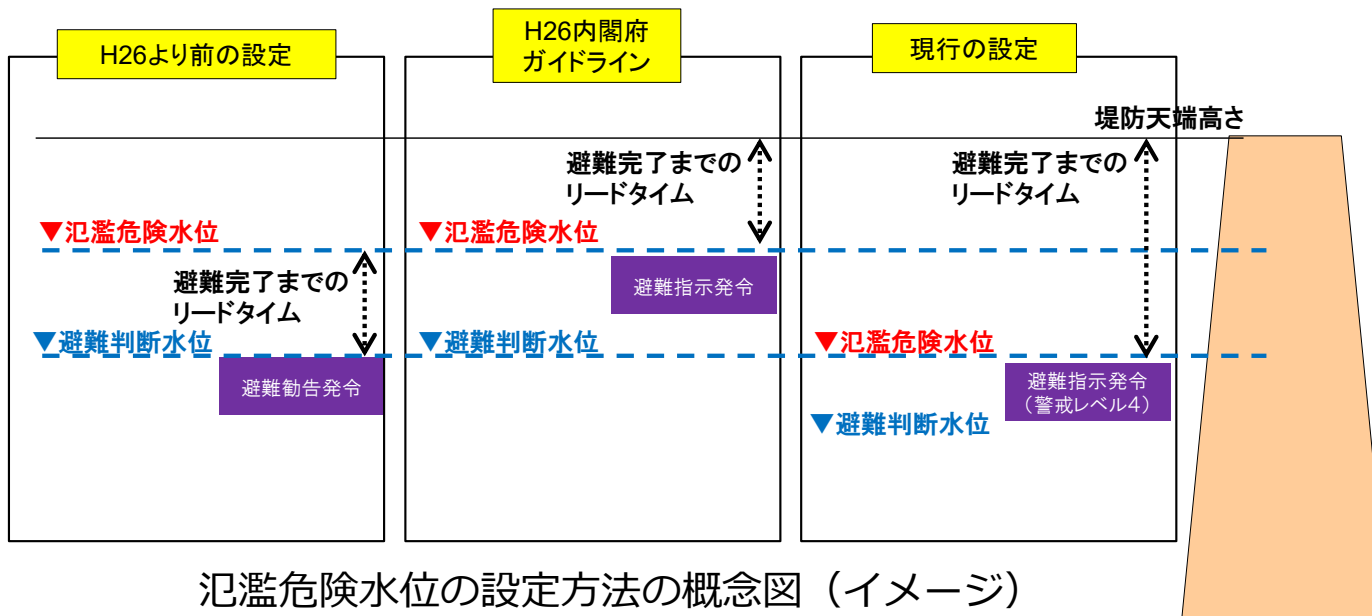 H26より前の設定
避難完了までの
リードタイム
▼氾濫危険水位
▼避難判断水位
避難勧告発令
H26内閣府
ガイドライン
避難完了までの
リードタイム
▼氾濫危険水位
避難指示発令
▼避難判断水位
現行の設定
堤防天端高さ
避難完了までの
リードタイム
▼氾濫危険水位
避難指示発令
（警戒レベル4）
▼避難判断水位
氾濫危険水位の設定方法の概念図（イメージ）